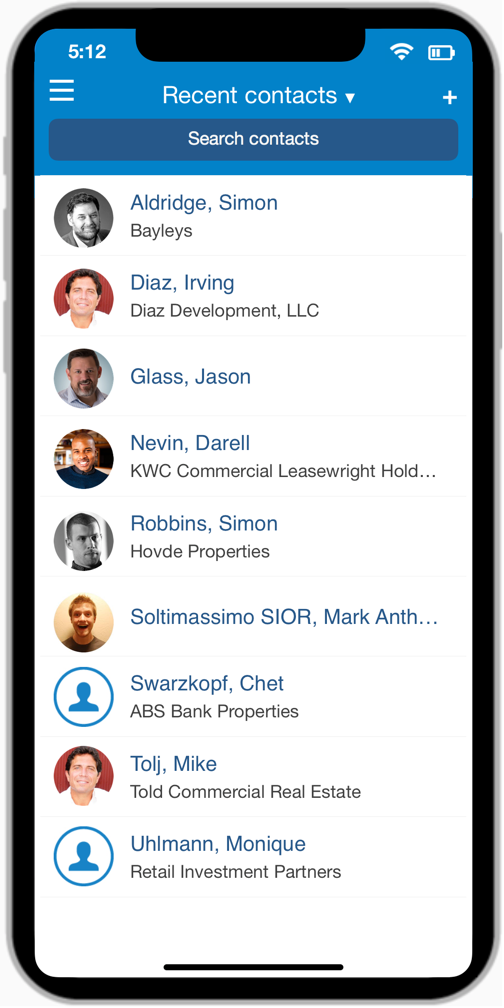 5:12
Recent contacts ▾
+
Search contacts
Aldridge, Simon
Bayleys
Diaz, Irving
Diaz Development, LLC
Glass, Jason
Nevin, Darell
KWC Commercial Leasewright Hold…
Robbins, Simon
Hovde Properties
Soltimassimo SIOR, Mark Anth…
Swarzkopf, Chet
ABS Bank Properties
Tolj, Mike
Told Commercial Real Estate
Uhlmann, Monique
Retail Investment Partners